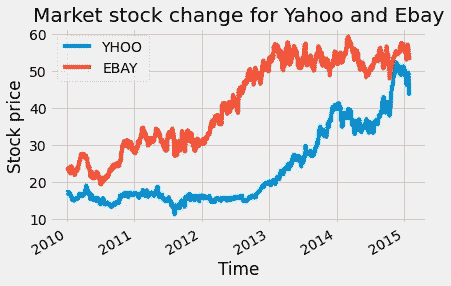 Market stock change for Yahoo and Ebay
YHOO
EBAY
Stock price
60
50
40
30
20
10
2010
2011
2012
2013
2014
2015
Time